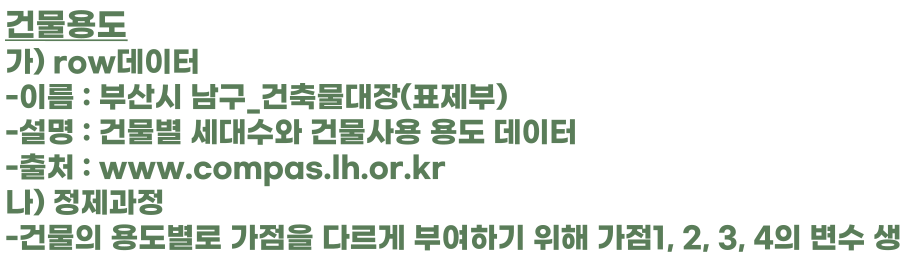 건물용도
가) row데이터
-이름 : 부산시 남구_건축물대장(표제부)
-설명 : 건물별 세대수와 건물사용 용도 데이터
-출처 : www.compas.lh.or.kr
나) 정제과정
-건물의 용도별로 가점을 다르게 부여하기 위해 가점1, 2, 3, 4의 변수 생